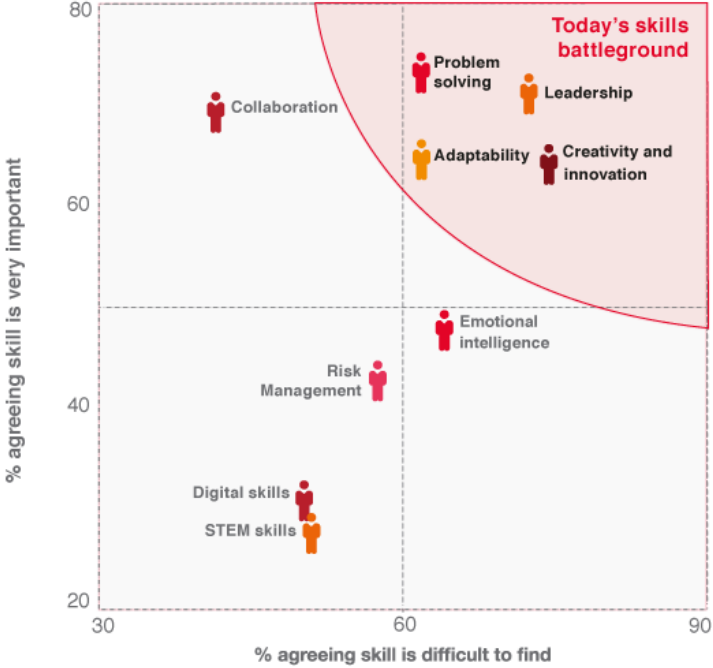 80
Today's skills
battleground
Problem
solving
Leadership
Collaboration
Adaptability
Creativity and
innovation
60
% agreeing skill is very important
Emotional
intelligence
Risk
Management
40
Digital skills
STEM skills
20
30
60
90
% agreeing skill is difficult to find